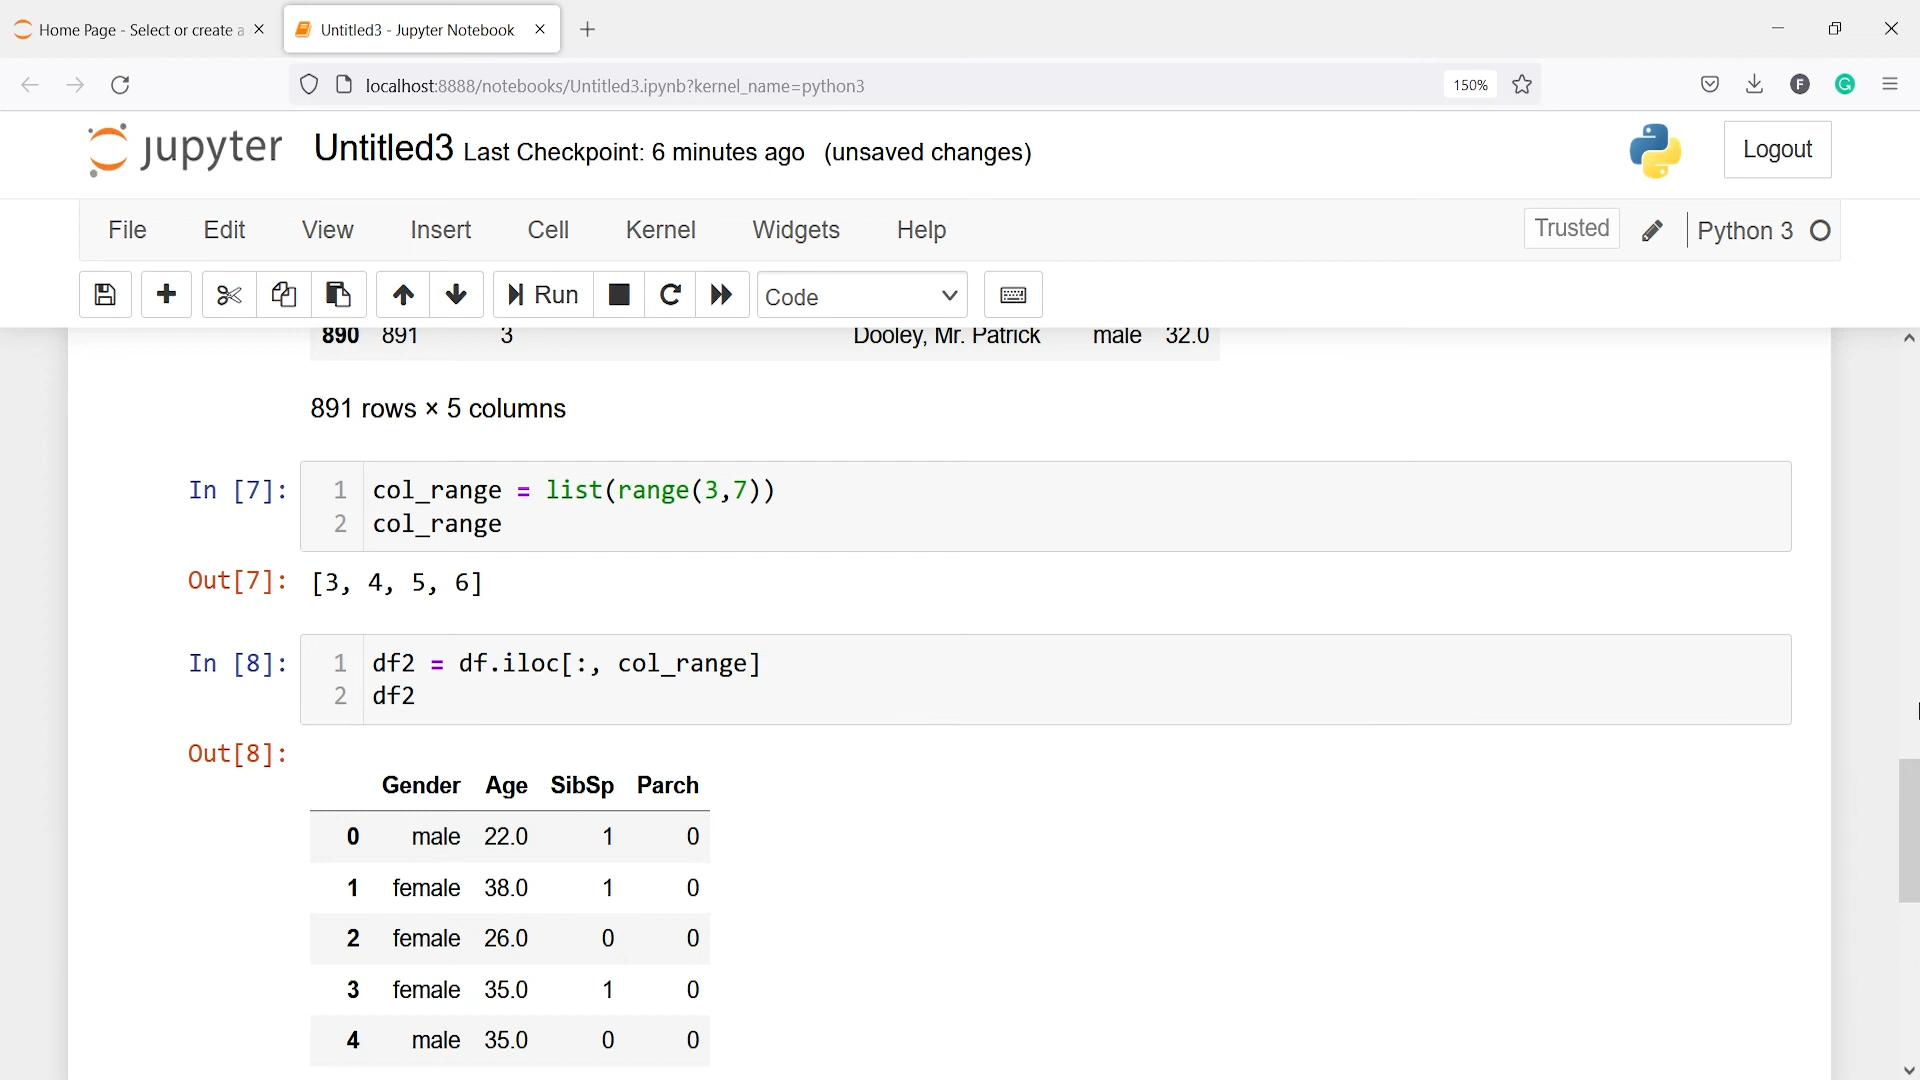 Home Page - Select or create a
Untitled3 - Jupyter Notebook
localhost:8888/notebooks/Untitled3.ipynb?kernel_name=python3
150%
F
G
jupyter Untitled3 Last Checkpoint: 6 minutes ago (unsaved changes)
Logout
File Edit View Insert Cell Kernel Widgets Help
Trusted
Python 3
Run
Code
890 891 3 Dooley, Mr. Patrick male 32.0
891 rows × 5 columns
In [7]: 1 col_range = list(range(3,7))
2 col_range
Out[7]: [3, 4, 5, 6]
In [8]: 1 df2 = df.iloc[:, col_range]
2 df2
Out[8]:
Gender Age SibSp Parch
0 male 22.0 1 0
1 female 38.0 1 0
2 female 26.0 0 0
3 female 35.0 1 0
4 male 35.0 0 0